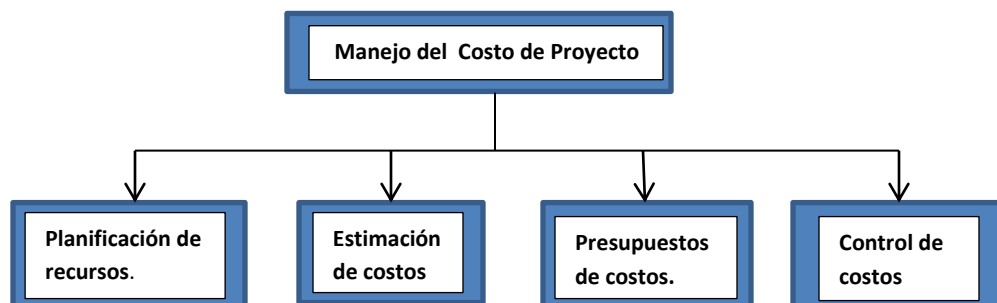 Manejo del  Costo de Proyecto
Planificación de
recursos.
Estimación
de costos
Presupuestos
de costos.
Control de
costos